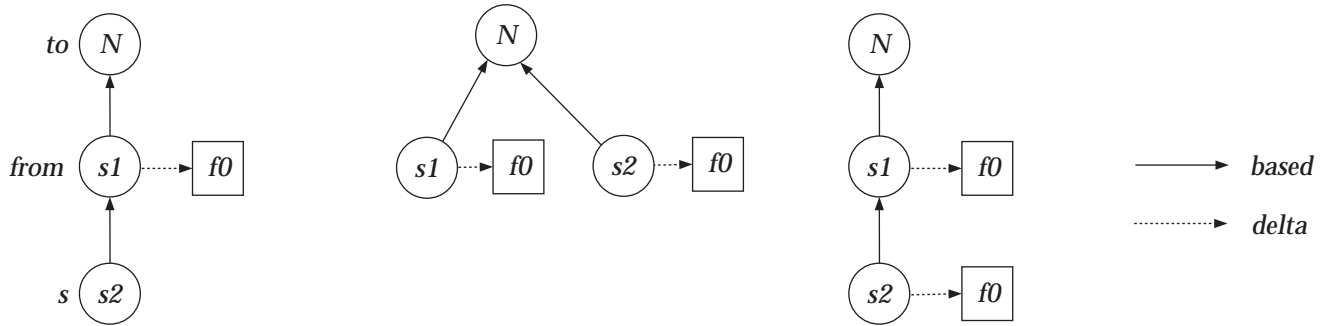 to N
from s1 f0
s s2
N
s1 f0 s2 f0
N
s1 f0
s2 f0
based
delta